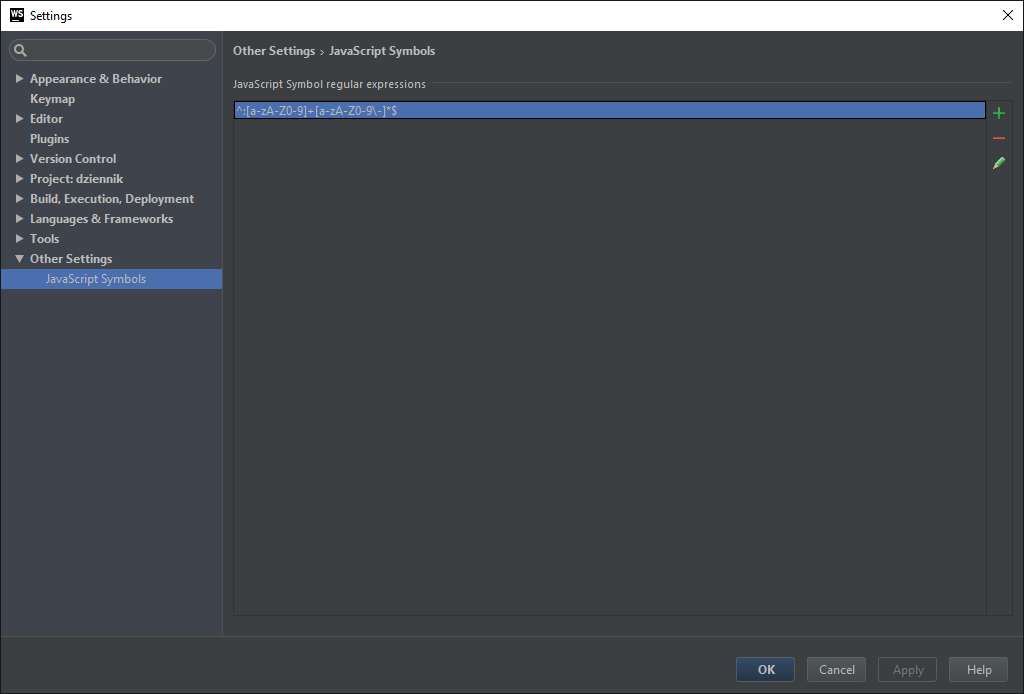 WS Settings
Other Settings › JavaScript Symbols
Appearance & Behavior
Keymap
Editor
Plugins
Version Control
Project: dziennik
Build, Execution, Deployment
Languages & Frameworks
Tools
Other Settings
JavaScript Symbols
JavaScript Symbol regular expressions
^:[a-zA-Z0-9]+[a-zA-Z0-9\-]*$
OK
Cancel
Apply
Help